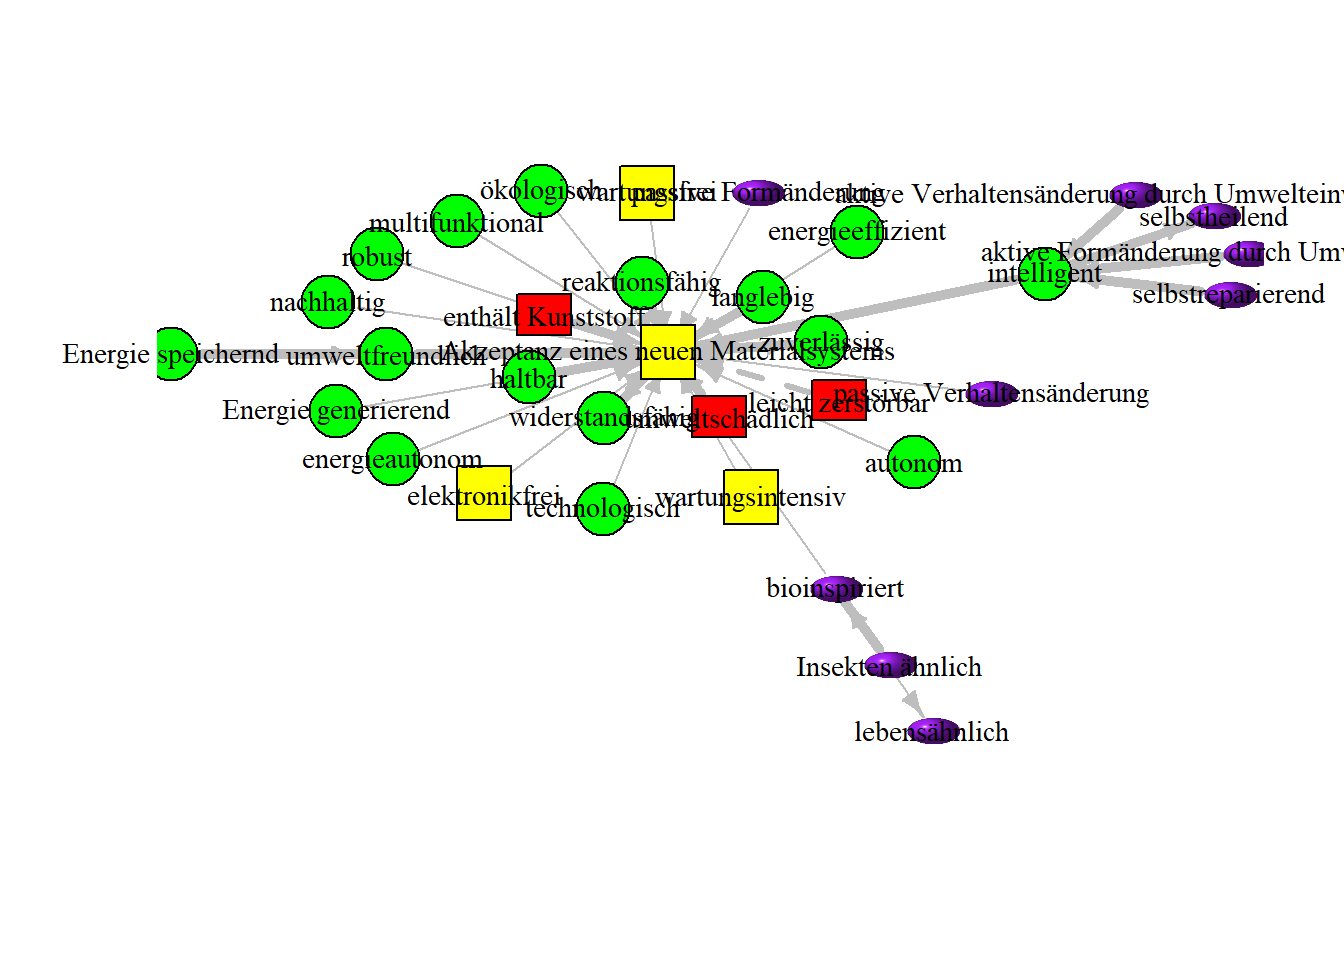 ökologisch
wartungsfrei
passive Formänderung
aktive Verhaltensänderung durch Umwelteinv
selbstheilend
multifunktional
energieeffizient
robust
aktive Formänderung durch Umw
intelligent
reaktionsfähig
langlebig
selbstreparierend
nachhaltig
enthält Kunststoff
zuverlässig
Energie speichernd
umweltfreundlich
Akzeptanz eines neuen Materialsystems
haltbar
passive Verhaltensänderung
leicht zerstörbar
Energie generierend
widerstandsfähig
umweltschädlich
energieautonom
autonom
elektronikfrei
wartungsintensiv
technologisch
bioinspiriert
Insekten ähnlich
lebensähnlich